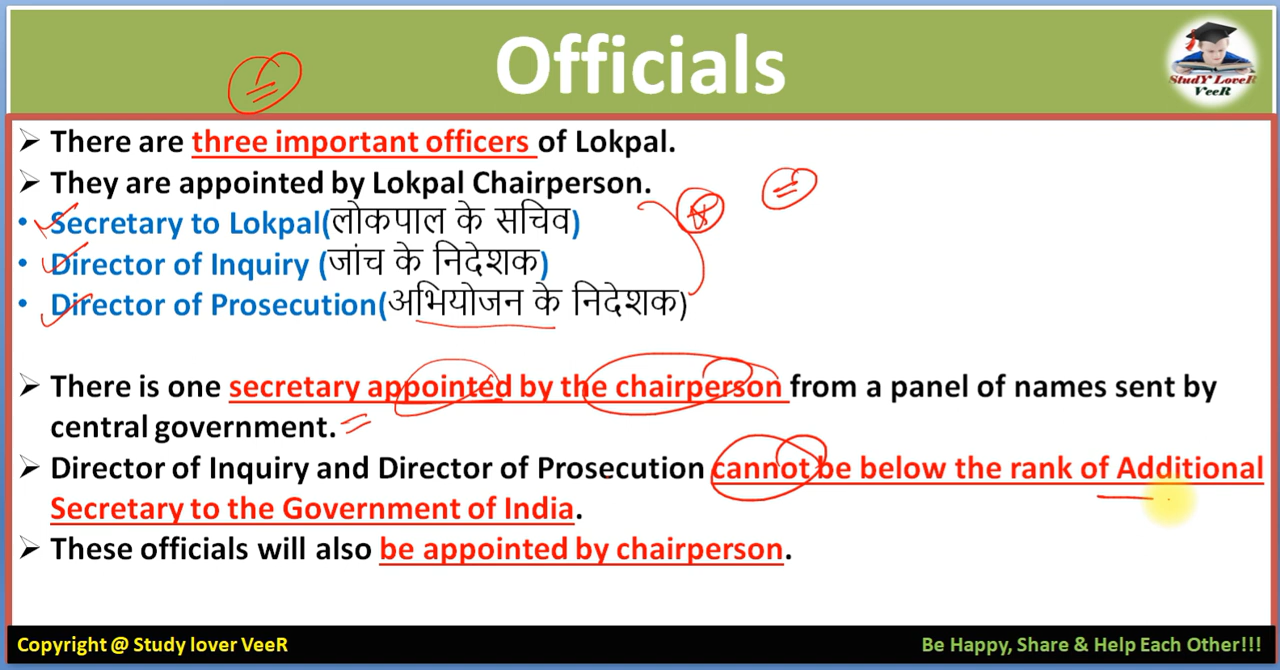 Officials
StudY LoveR
VeeR
➢ There are three important officers of Lokpal.
➢ They are appointed by Lokpal Chairperson.
• Secretary to Lokpal(लोकपाल के सचिव)
• Director of Inquiry (जांच के निदेशक)
• Director of Prosecution(अभियोजन के निदेशक)
➢ There is one secretary appointed by the chairperson from a panel of names sent by
central government.
➢ Director of Inquiry and Director of Prosecution cannot be below the rank of Additional
Secretary to the Government of India.
➢ These officials will also be appointed by chairperson.
Copyright @ Study lover VeeR
Be Happy, Share & Help Each Other!!!